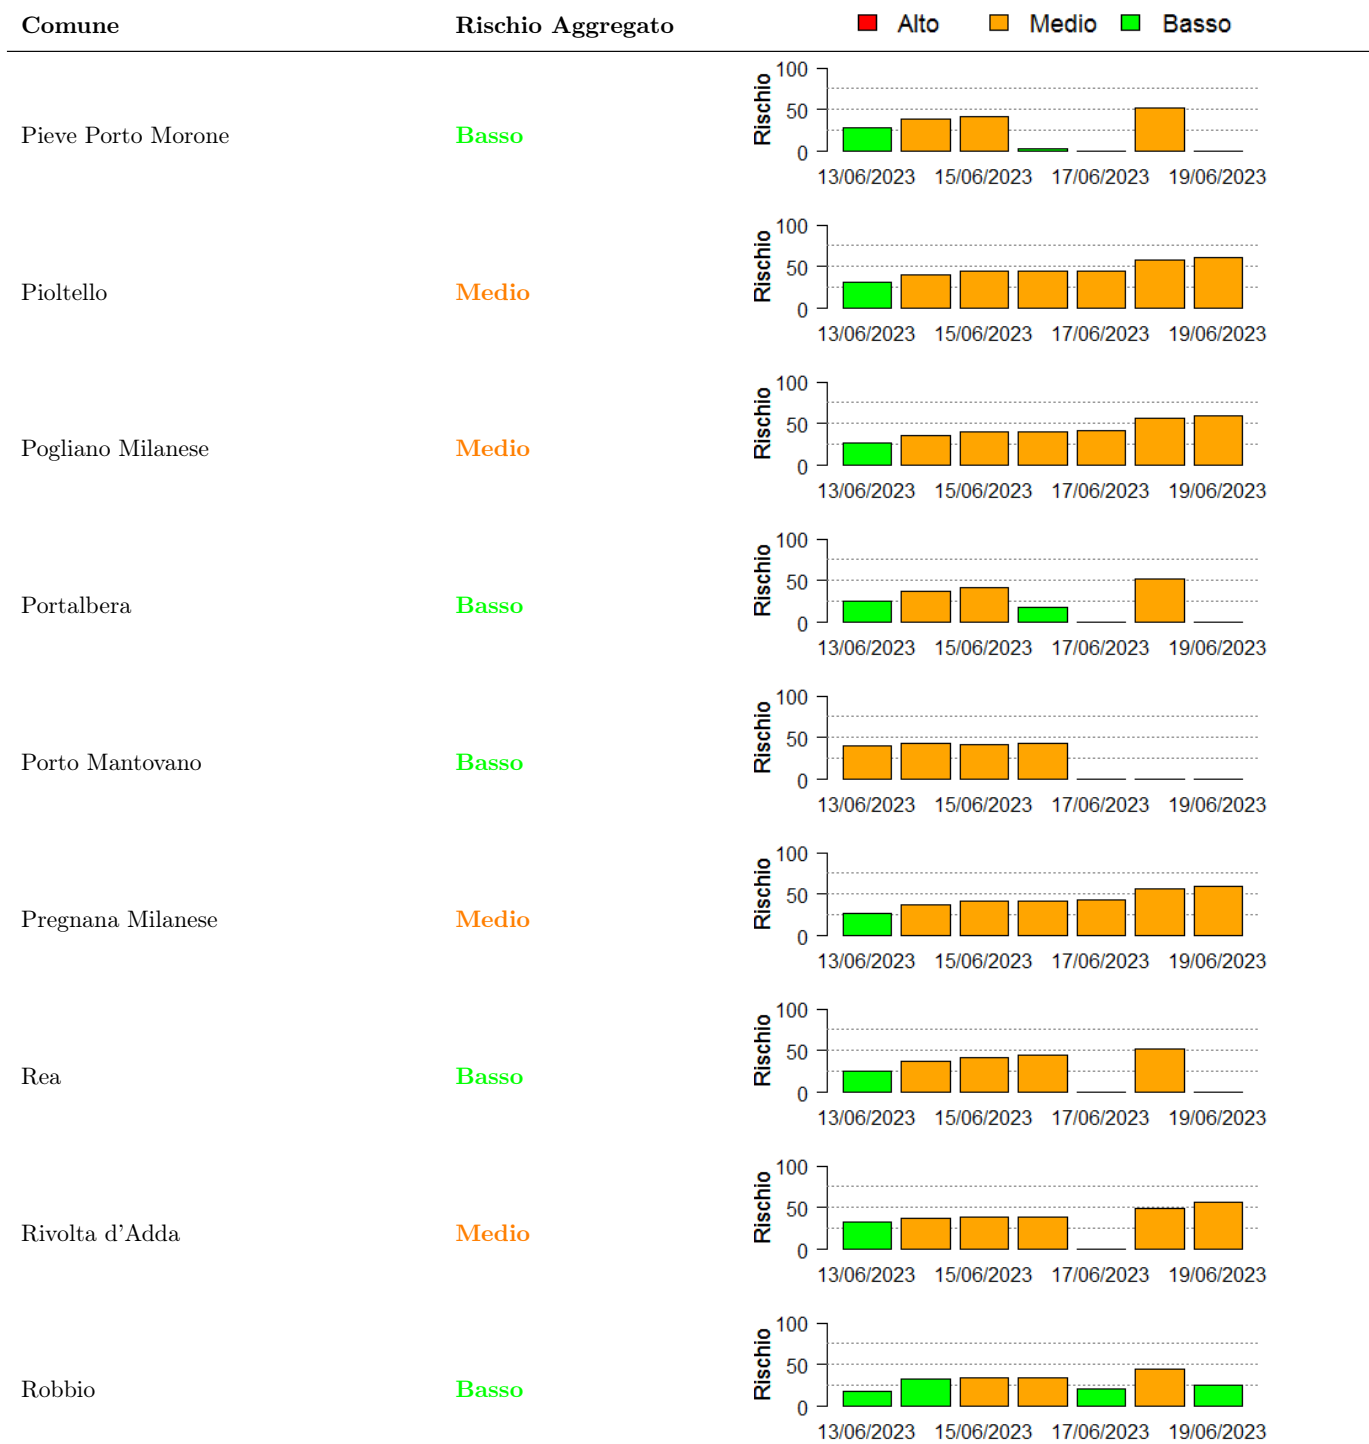 Comune Rischio Aggregato Alto Medio Basso
Pieve Porto Morone Basso Rischio 100 50 0
13/06/2023 15/06/2023 17/06/2023 19/06/2023
Pioltello Medio Rischio 100 50 0
13/06/2023 15/06/2023 17/06/2023 19/06/2023
Pogliano Milanese Medio Rischio 100 50 0
13/06/2023 15/06/2023 17/06/2023 19/06/2023
Portalbera Basso Rischio 100 50 0
13/06/2023 15/06/2023 17/06/2023 19/06/2023
Porto Mantovano Basso Rischio 100 50 0
13/06/2023 15/06/2023 17/06/2023 19/06/2023
Pregnana Milanese Medio Rischio 100 50 0
13/06/2023 15/06/2023 17/06/2023 19/06/2023
Rea Basso Rischio 100 50 0
13/06/2023 15/06/2023 17/06/2023 19/06/2023
Rivolta d'Adda Medio Rischio 100 50 0
13/06/2023 15/06/2023 17/06/2023 19/06/2023
Robbio Basso Rischio 100 50 0
13/06/2023 15/06/2023 17/06/2023 19/06/2023